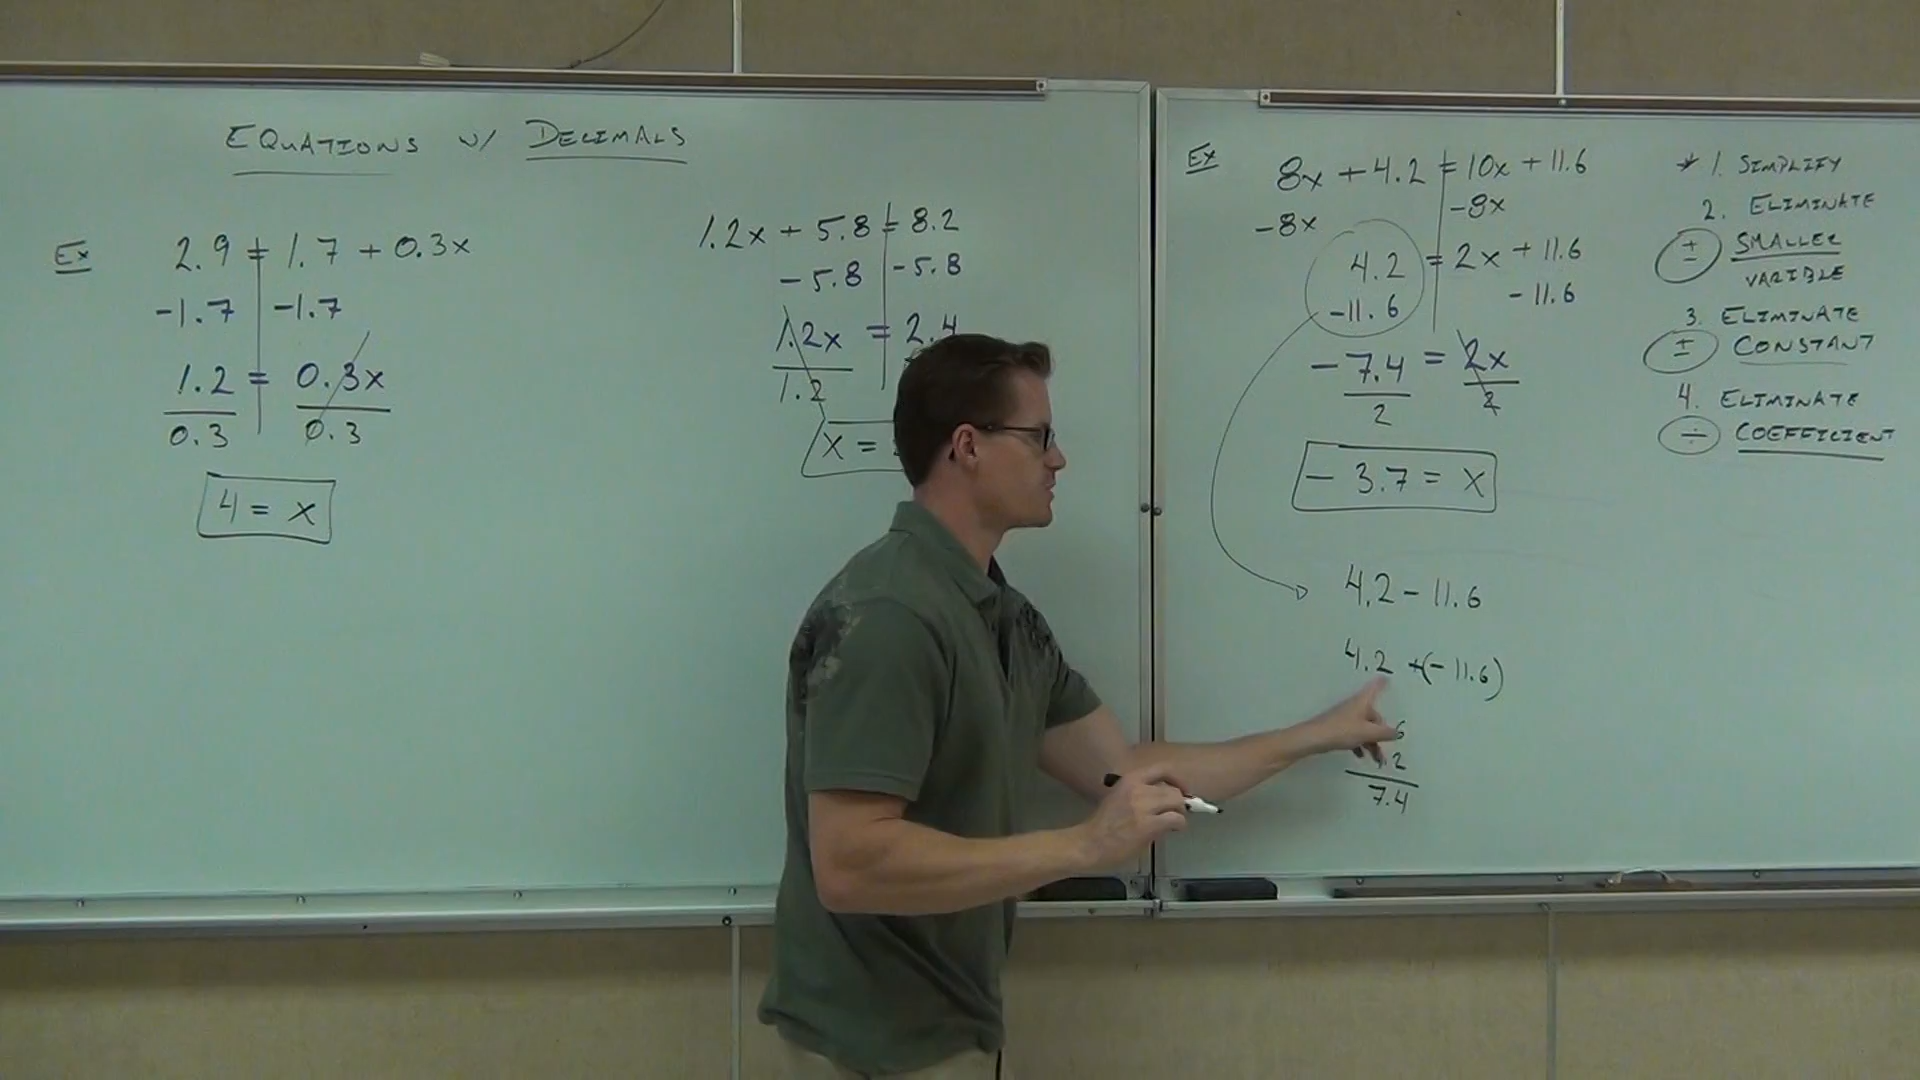 EQUATIONS W/ DECIMALS
Ex 2.9 = 1.7 + 0.3x
-1.7 -1.7
1.2 = 0.3x
0.3 0.3
4 = x
1.2x + 5.8 = 8.2
-5.8 -5.8
1.2x = 2.4
1.2
x =
Ex 8x + 4.2 = 10x + 11.6
-8x -8x
4.2 = 2x + 11.6
-11.6 -11.6
-7.4 = 2x
2 2
-3.7 = x
4.2 - 11.6
4.2 + (-11.6)
6
.2
7.4
* 1. SIMPLIFY
2. ELIMINATE
± SMALLER
VARIABLE
3. ELIMINATE
± CONSTANT
4. ELIMINATE
÷ COEFFICIENT